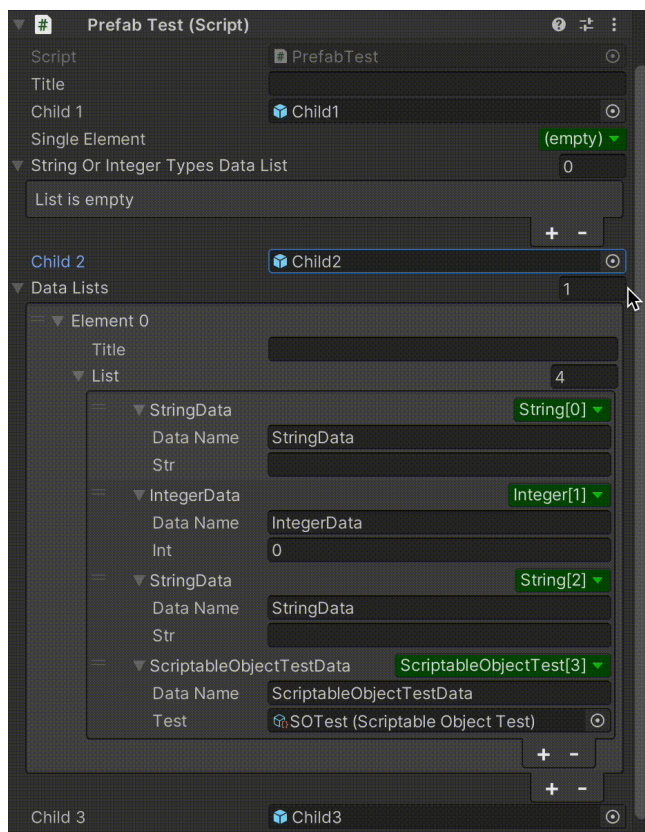 # Prefab Test (Script)
Script # PrefabTest
Title
Child 1 Child1
Single Element (empty)
String Or Integer Types Data List 0
List is empty
+ -
Child 2 Child2
Data Lists 1
Element 0
Title
List 4
StringData String[0]
Data Name StringData
Str
IntegerData Integer[1]
Data Name IntegerData
Int 0
StringData String[2]
Data Name StringData
Str
ScriptableObjectTestData ScriptableObjectTest[3]
Data Name ScriptableObjectTestData
Test SOTest (Scriptable Object Test)
+ -
+ -
Child 3 Child3